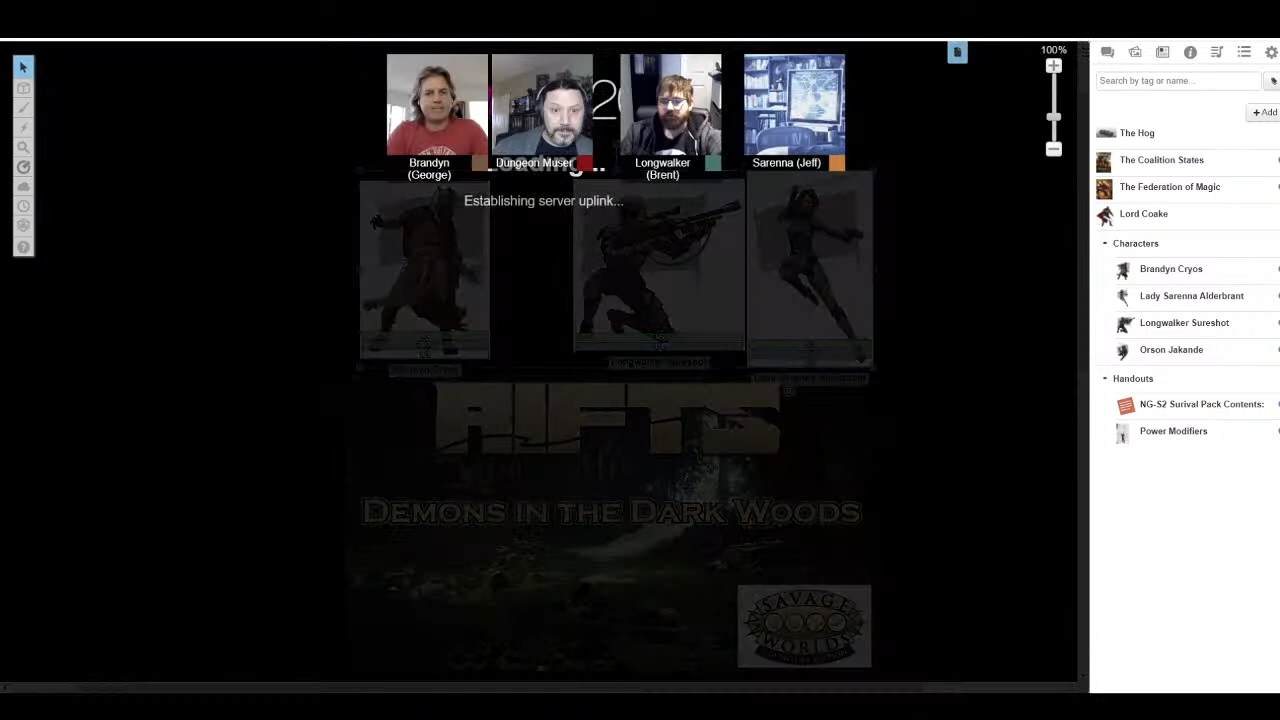 100%
Search by tag or name...
+ Add
Brandyn
(George)
Dungeon Muser
Longwalker
(Brent)
Sarenna (Jeff)
Establishing server uplink...
The Hog
The Coalition States
The Federation of Magic
Lord Coake
Characters
Brandyn Cryos
Lady Sarenna Alderbrant
Longwalker Sureshot
Orson Jakande
Handouts
NG-S2 Surival Pack Contents:
Power Modifiers
RIFTS
DEMONS IN THE DARK WOODS
SAVAGE
WORLDS